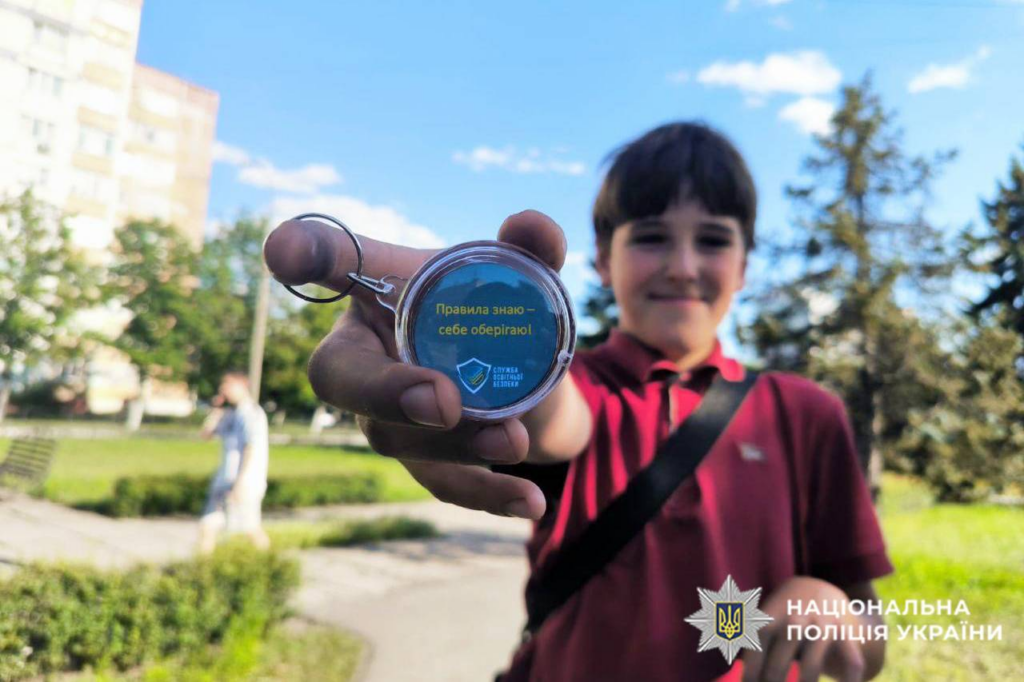 Правила знаю –
себе оберігаю!
СЛУЖБА
ОСВІТНЬОЇ
БЕЗПЕКИ
НАЦІОНАЛЬНА
ПОЛІЦІЯ УКРАЇНИ